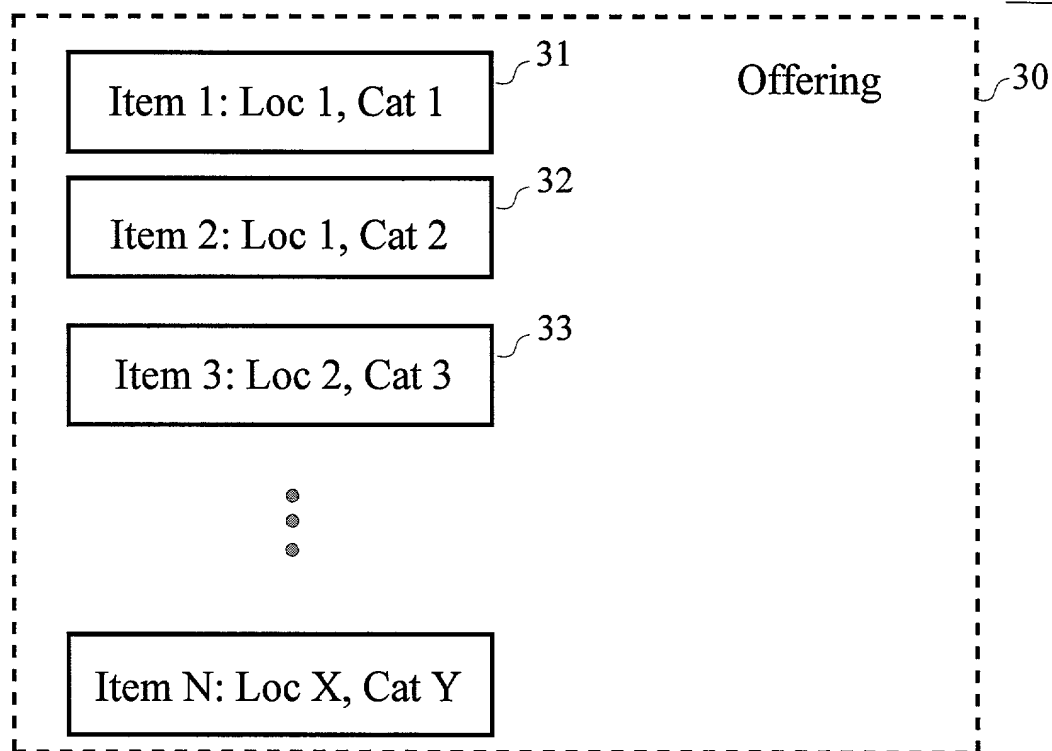 31
Item 1: Loc 1, Cat 1
Offering
30
32
Item 2: Loc 1, Cat 2
33
Item 3: Loc 2, Cat 3
Item N: Loc X, Cat Y